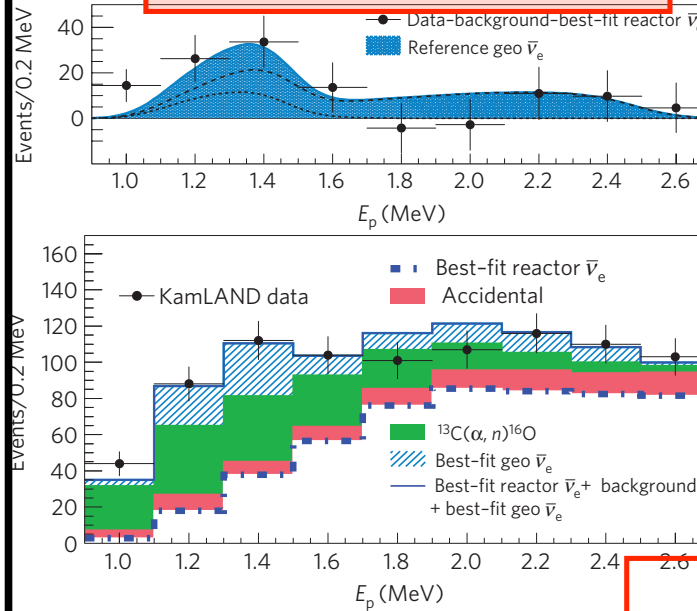 Data-background-best-fit reactor ν̄
Reference geo ν̄e
Events/0.2 MeV
40
20
0
1.0 1.2 1.4 1.6 1.8 2.0 2.2 2.4 2.6
Ep (MeV)
160
140
120
100
80
60
40
20
0
Events/0.2 MeV
KamLAND data
Best-fit reactor ν̄e
Accidental
¹³C(α, n)¹⁶O
Best-fit geo ν̄e
Best-fit reactor ν̄e+ background
+ best-fit geo ν̄e
1.0 1.2 1.4 1.6 1.8 2.0 2.2 2.4 2.6
Ep (MeV)